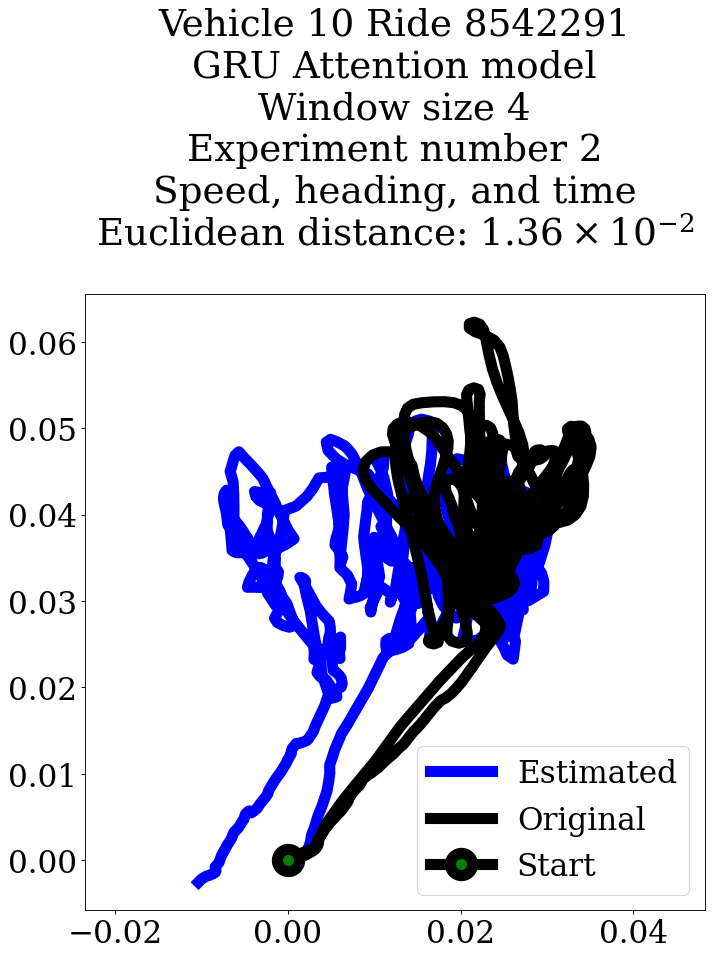 Vehicle 10 Ride 8542291
GRU Attention model
Window size 4
Experiment number 2
Speed, heading, and time
Euclidean distance: 1.36 × 10⁻²
0.06
0.05
0.04
0.03
0.02
0.01
0.00
Estimated
Original
Start
−0.02
0.00
0.02
0.04